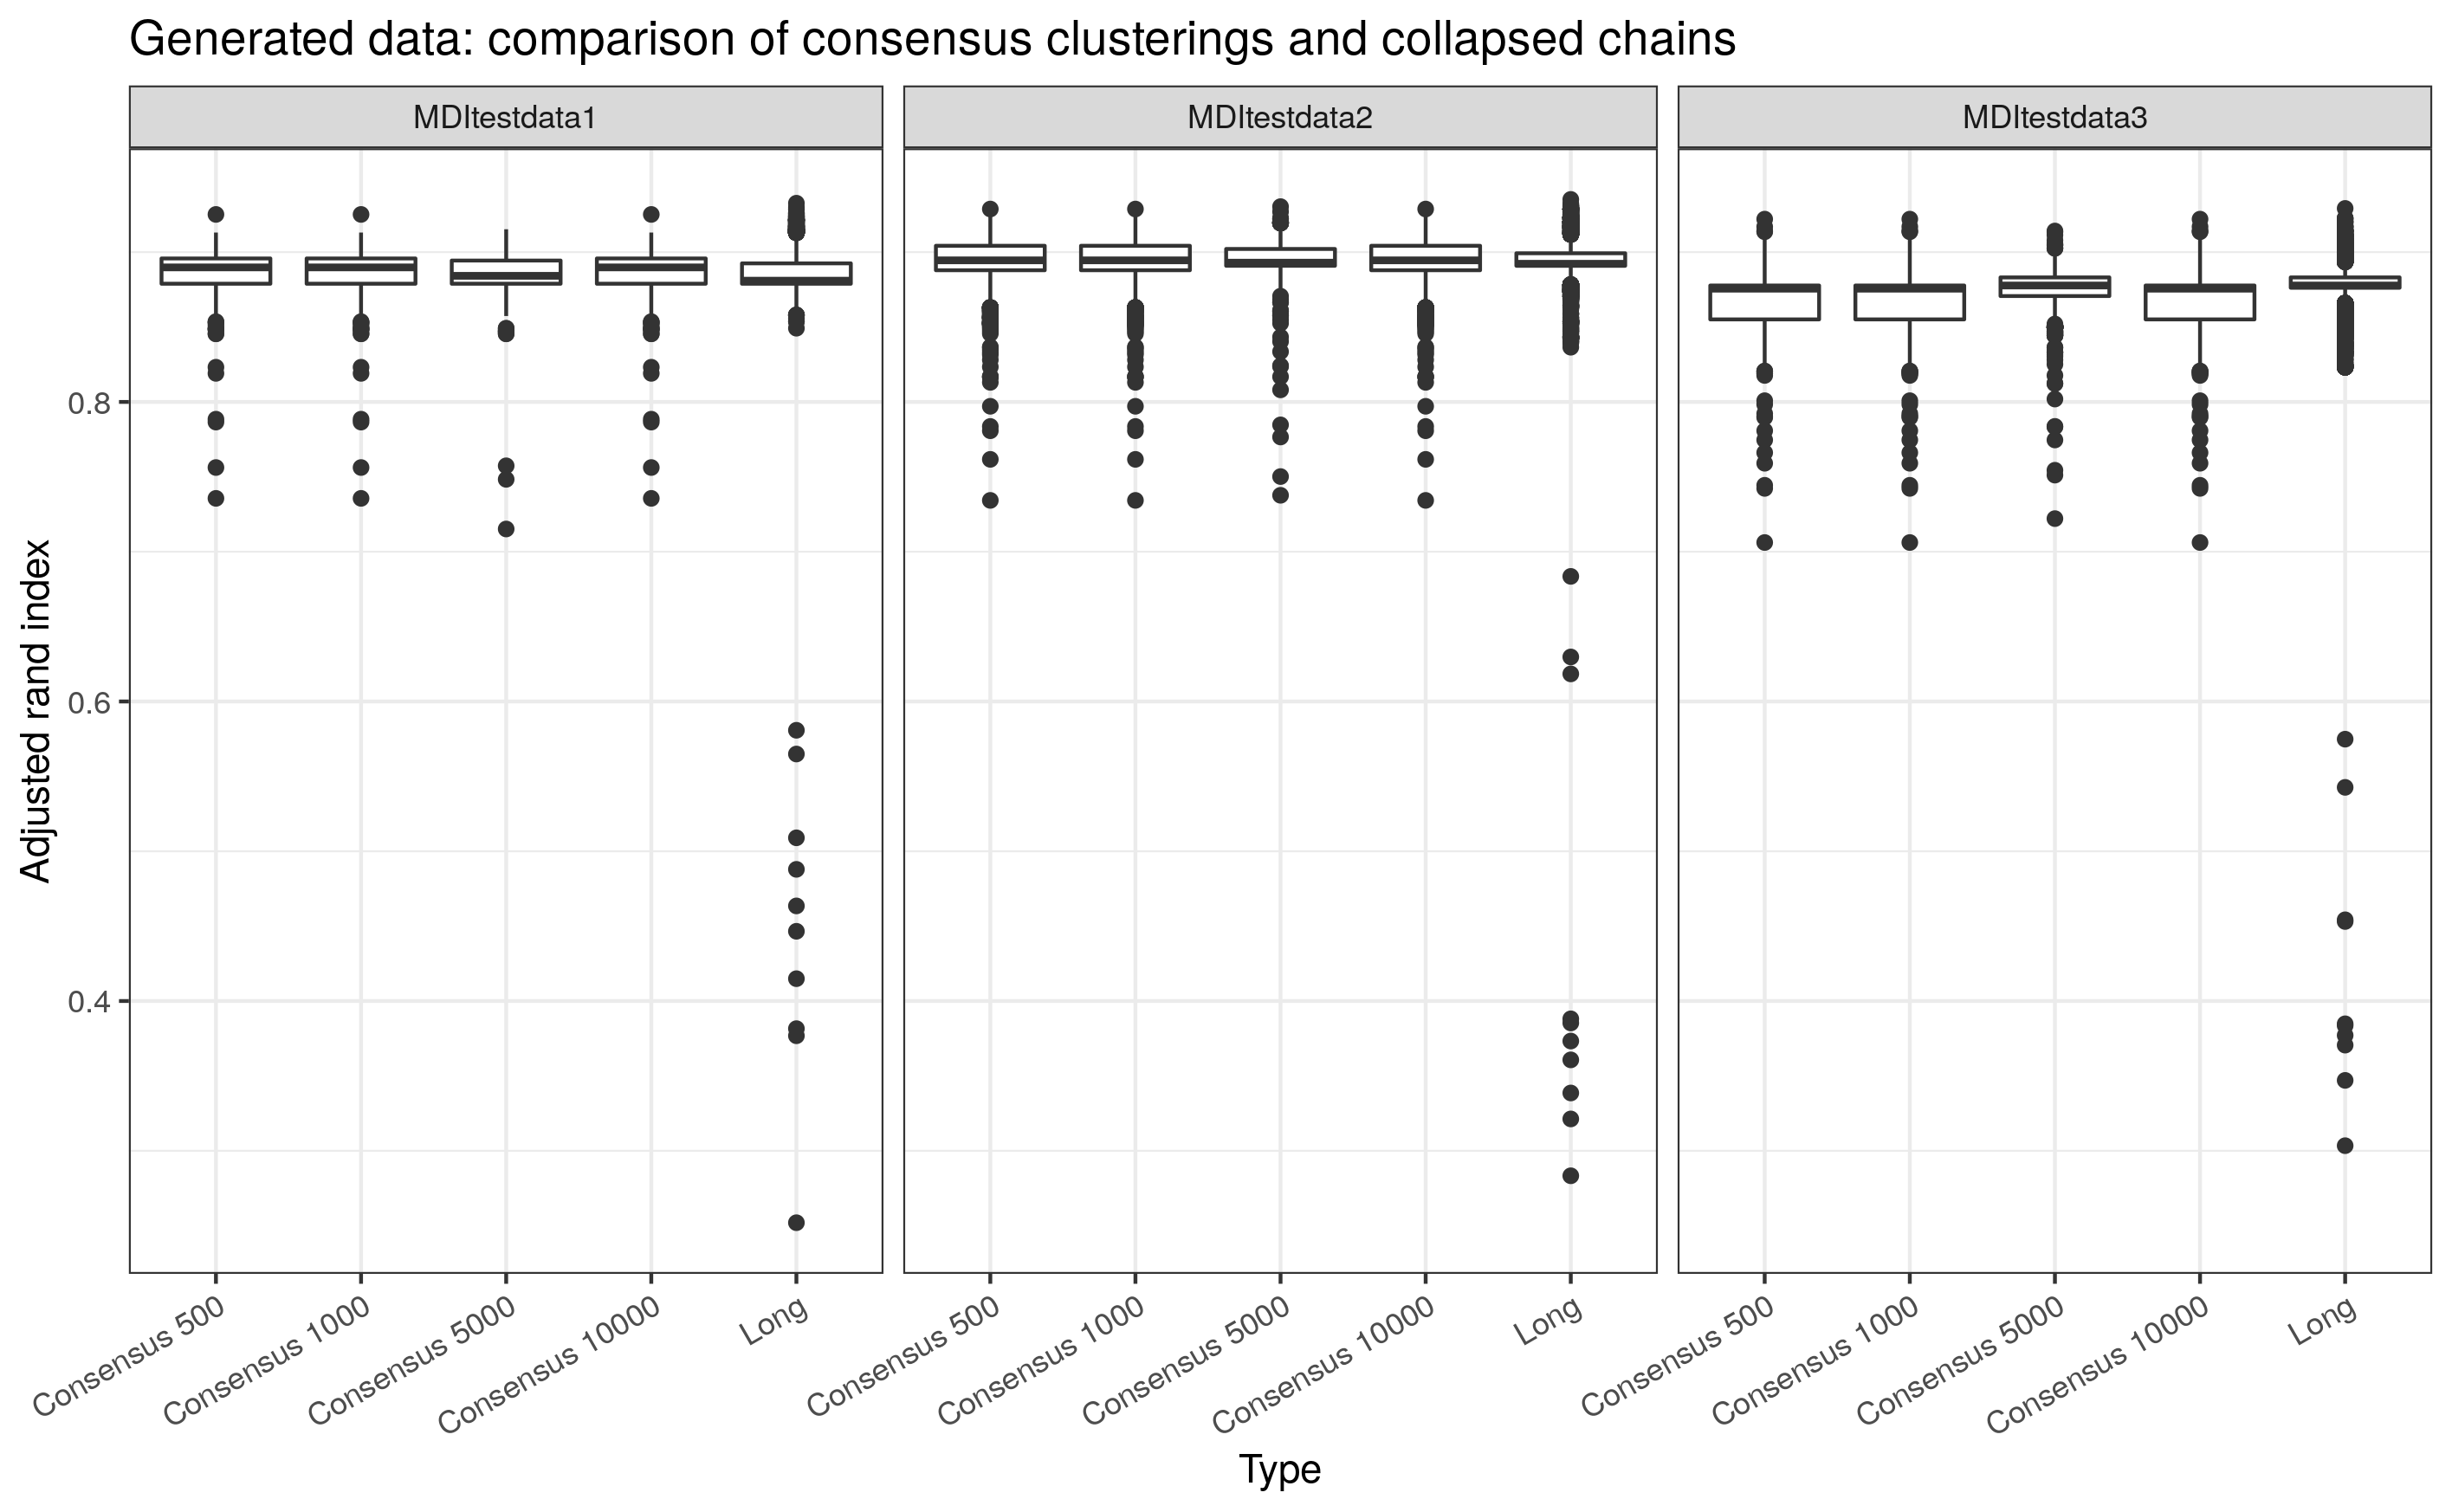 Generated data: comparison of consensus clusterings and collapsed chains
MDItestdata1
MDItestdata2
MDItestdata3
Adjusted rand index
0.8
0.6
0.4
Consensus 500
Consensus 1000
Consensus 5000
Consensus 10000
Long
Consensus 500
Consensus 1000
Consensus 5000
Consensus 10000
Long
Consensus 500
Consensus 1000
Consensus 5000
Consensus 10000
Long
Type